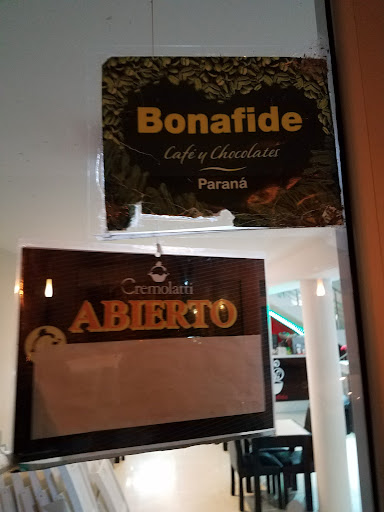 Bonafide
Café y Chocolates
Paraná
Cremolatti
ABIERTO